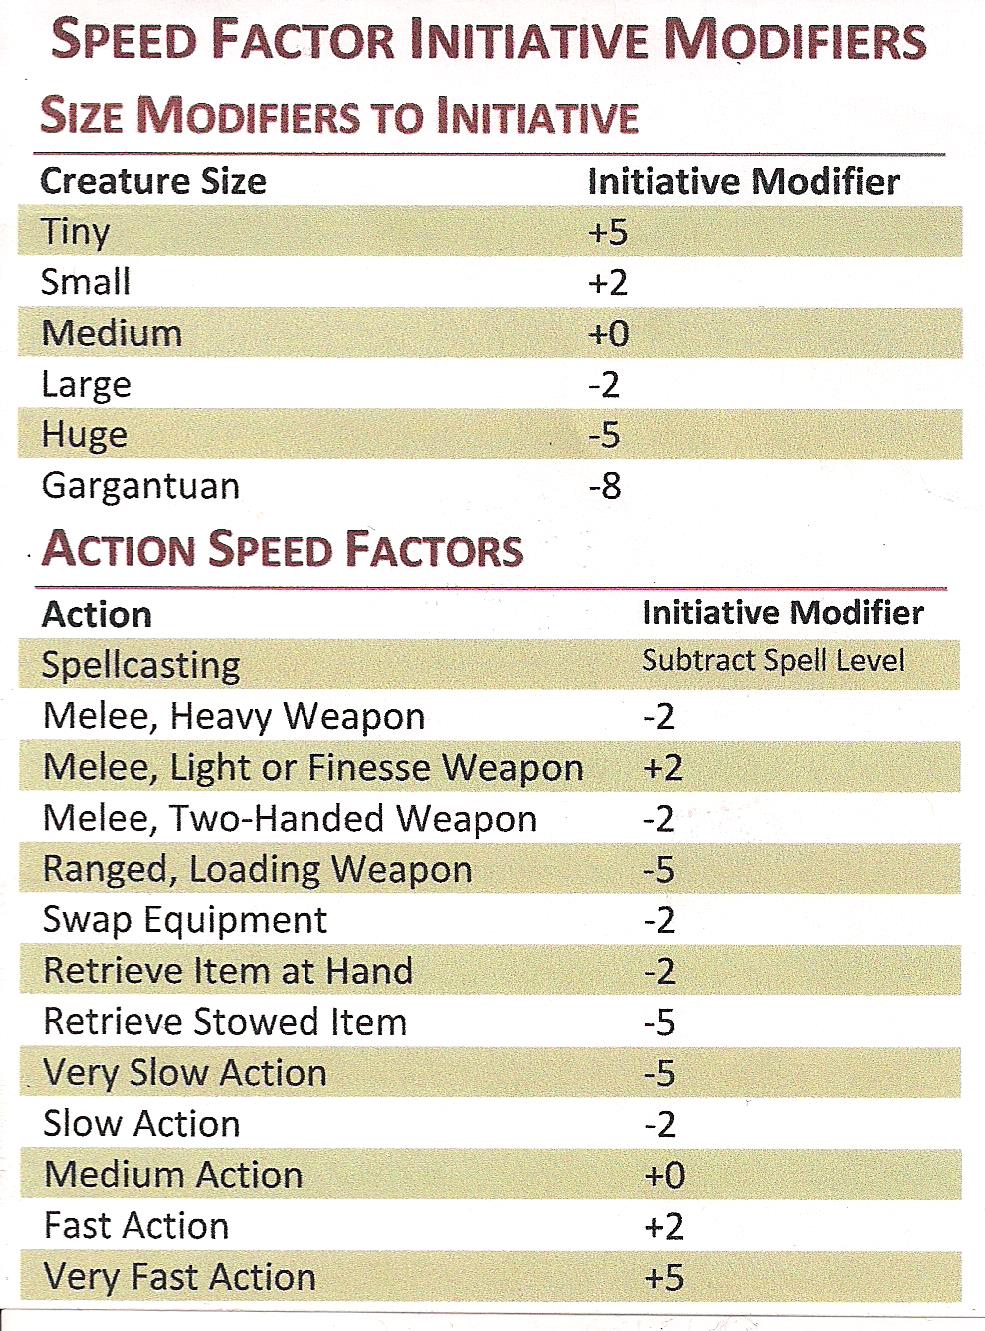 SPEED FACTOR INITIATIVE MODIFIERS
SIZE MODIFIERS TO INITIATIVE
Creature Size Initiative Modifier
Tiny +5
Small +2
Medium +0
Large -2
Huge -5
Gargantuan -8
ACTION SPEED FACTORS
Action Initiative Modifier
Spellcasting Subtract Spell Level
Melee, Heavy Weapon -2
Melee, Light or Finesse Weapon +2
Melee, Two-Handed Weapon -2
Ranged, Loading Weapon -5
Swap Equipment -2
Retrieve Item at Hand -2
Retrieve Stowed Item -5
Very Slow Action -5
Slow Action -2
Medium Action +0
Fast Action +2
Very Fast Action +5